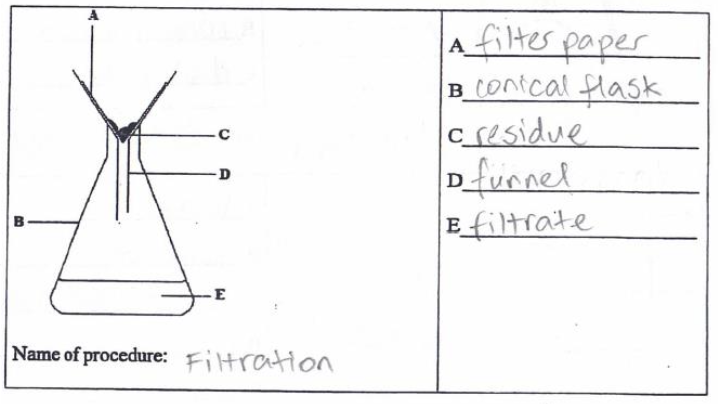 A
C
D
B
E
Name of procedure: Filtration
A filter paper
B conical flask
C residue
D funnel
E filtrate